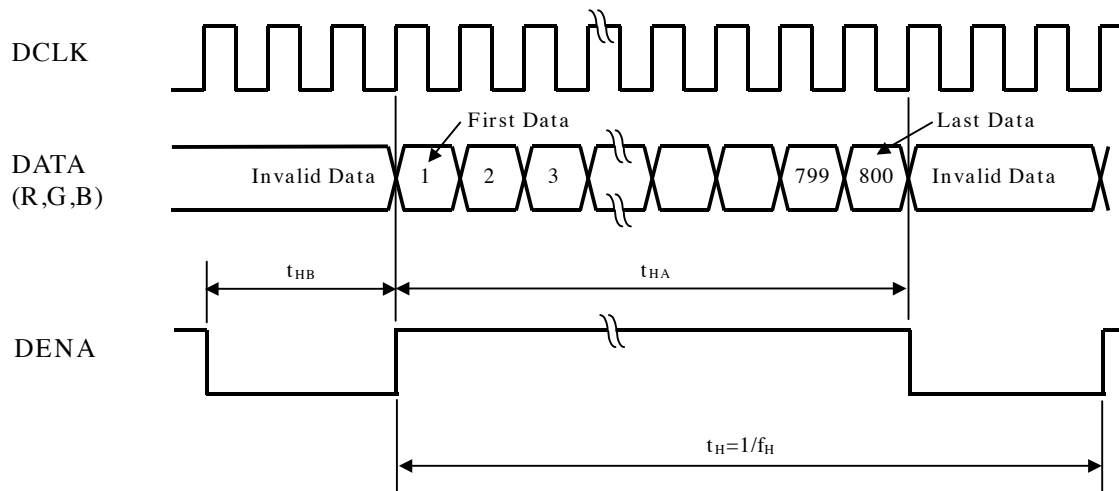 DCLK
First Data
Last Data
DATA
(R,G,B)
Invalid Data
1
2
3
799
800
Invalid Data
tHB
tHA
DENA
tH=1/fH